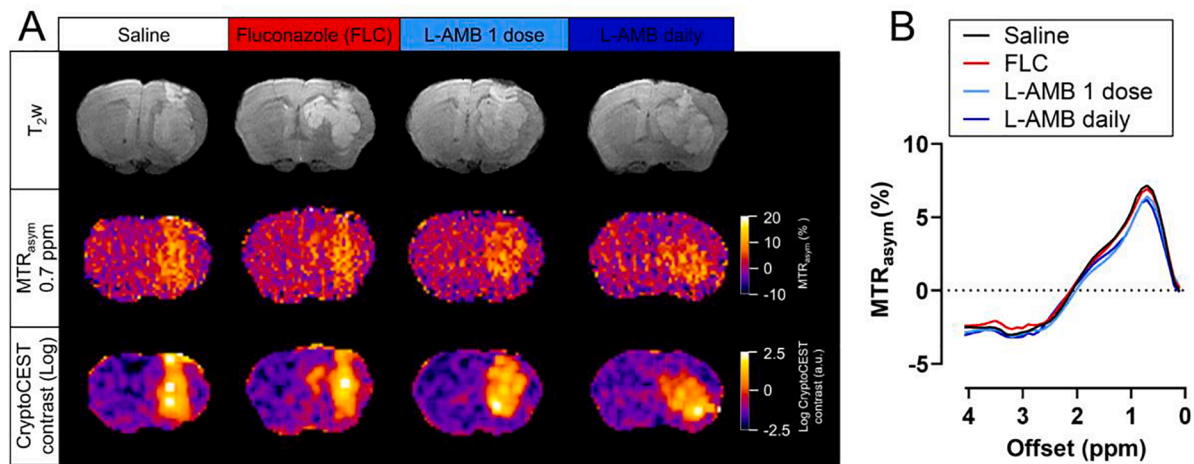 A
Saline
Fluconazole (FLC)
L-AMB 1 dose
L-AMB daily
T2w
MTRasym
0.7 ppm
20
10
0
-10
MTRasym (%)
CryptoCEST
contrast (Log)
2.5
0
-2.5
Log CryptoCEST
contrast (a.u.)
B
Saline
FLC
L-AMB 1 dose
L-AMB daily
10
5
0
-5
MTRasym(%)
4
3
2
1
0
Offset (ppm)